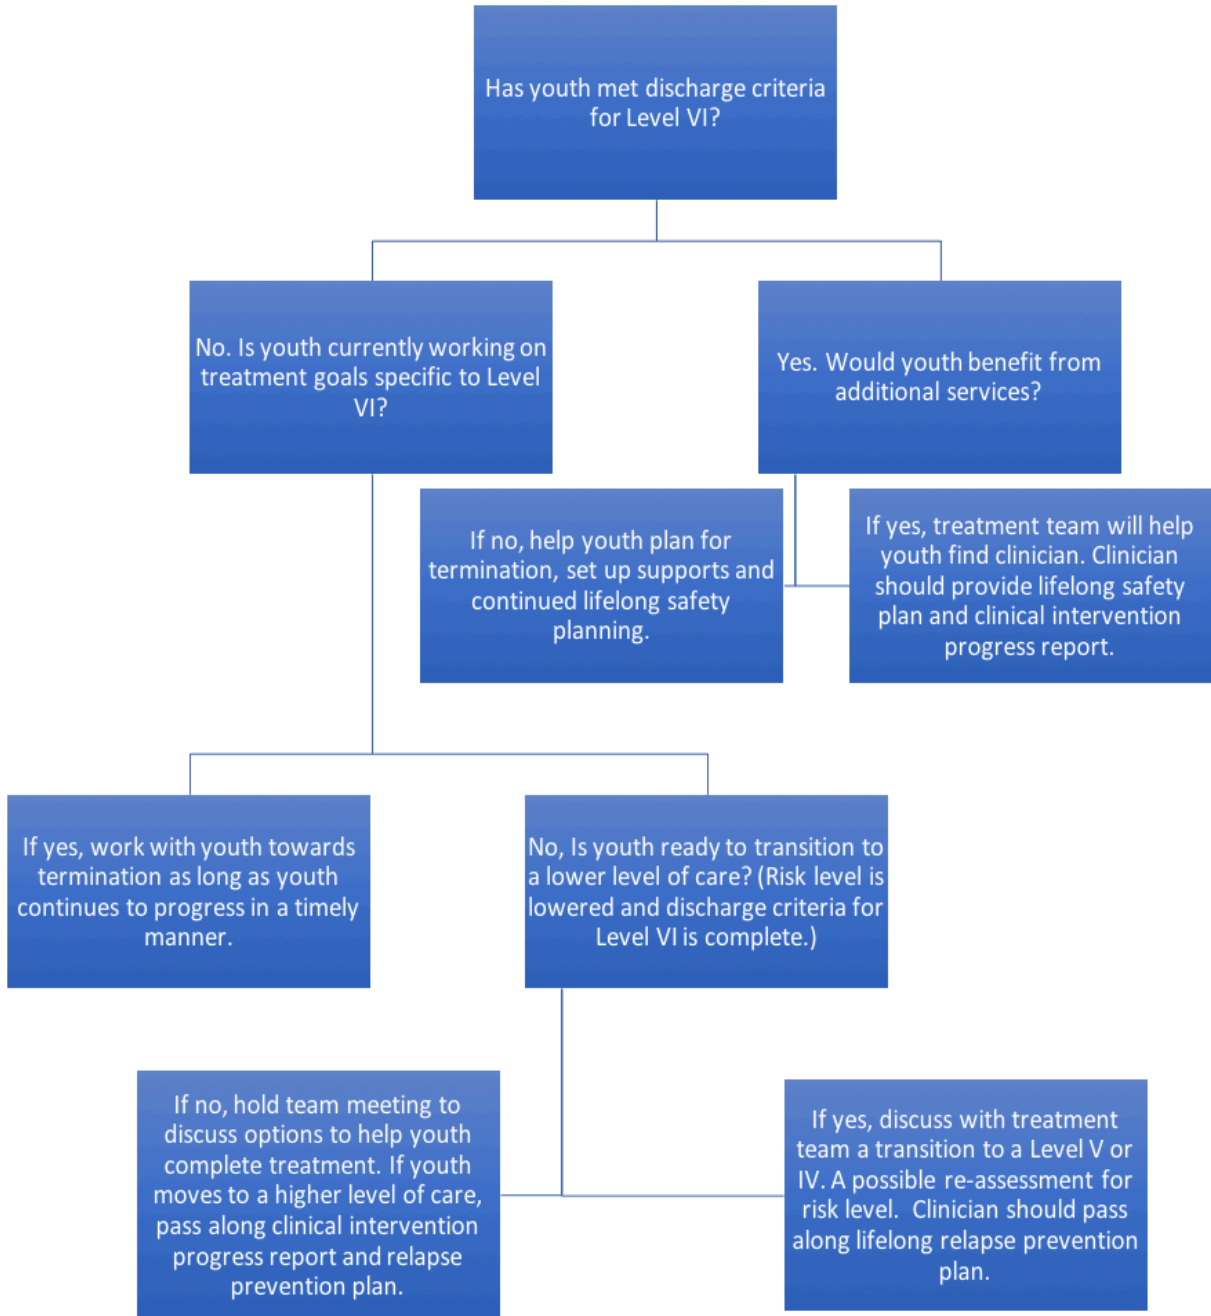 Has youth met discharge criteria
for Level VI?
No. Is youth currently working on
treatment goals specific to Level
VI?
Yes. Would youth benefit from
additional services?
If no, help youth plan for
termination, set up supports and
continued lifelong safety
planning.
If yes, treatment team will help
youth find clinician. Clinician
should provide lifelong safety
plan and clinical intervention
progress report.
If yes, work with youth towards
termination as long as youth
continues to progress in a timely
manner.
No, Is youth ready to transition to
a lower level of care? (Risk level is
lowered and discharge criteria for
Level VI is complete.)
If no, hold team meeting to
discuss options to help youth
complete treatment. If youth
moves to a higher level of care,
pass along clinical intervention
progress report and relapse
prevention plan.
If yes, discuss with treatment
team a transition to a Level V or
IV. A possible re-assessment for
risk level. Clinician should pass
along lifelong relapse prevention
plan.